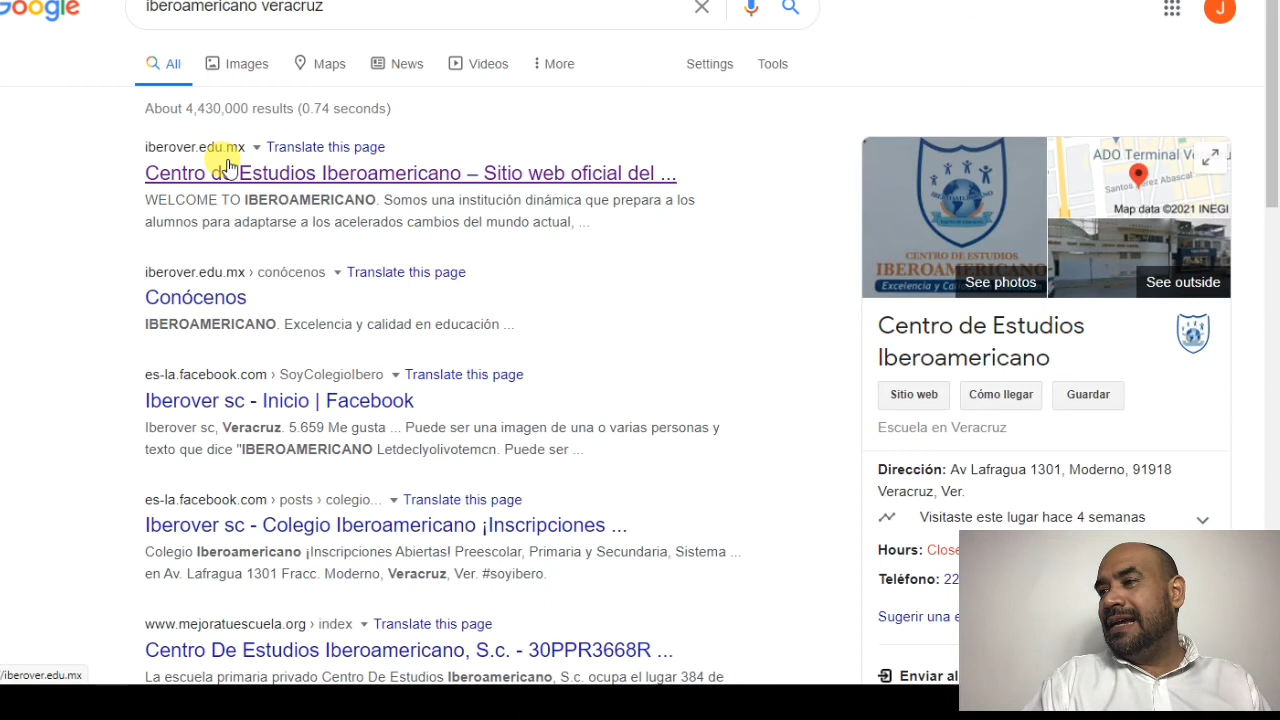 Google
iberoamericano veracruz
J
All
Images
Maps
News
Videos
More
Settings
Tools
About 4,430,000 results (0.74 seconds)
iberover.edu.mx Translate this page
Centro de Estudios Iberoamericano – Sitio web oficial del ...
WELCOME TO IBEROAMERICANO. Somos una institución dinámica que prepara a los
alumnos para adaptarse a los acelerados cambios del mundo actual, ...
iberover.edu.mx › conócenos Translate this page
Conócenos
IBEROAMERICANO. Excelencia y calidad en educación ...
es-la.facebook.com › SoyColegioIbero Translate this page
Iberover sc - Inicio | Facebook
Iberover sc, Veracruz. 5.659 Me gusta ... Puede ser una imagen de una o varias personas y
texto que dice "IBEROAMERICANO Letdeclyolivotemcn. Puede ser ...
es-la.facebook.com › posts › colegio... Translate this page
Iberover sc - Colegio Iberoamericano ¡Inscripciones ...
Colegio Iberoamericano ¡Inscripciones Abiertas! Preescolar, Primaria y Secundaria, Sistema ...
en Av. Lafragua 1301 Fracc. Moderno, Veracruz, Ver. #soyibero.
www.mejoratuescuela.org › index Translate this page
Centro De Estudios Iberoamericano, S.c. - 30PPR3668R ...
La escuela primaria privado Centro De Estudios Iberoamericano, S.c. ocupa el lugar 384 de
/iberover.edu.mx
CENTRO DE ESTUDIOS
IBEROAMERICANO
Excelencia y Cal
See photos
ADO Terminal Ve
Map data ©2021 INEGI
See outside
Centro de Estudios
Iberoamericano
Sitio web
Cómo llegar
Guardar
Escuela en Veracruz
Dirección: Av Lafragua 1301, Moderno, 91918
Veracruz, Ver.
Visitaste este lugar hace 4 semanas
Hours: Close
Teléfono: 22
Sugerir una e
Enviar al